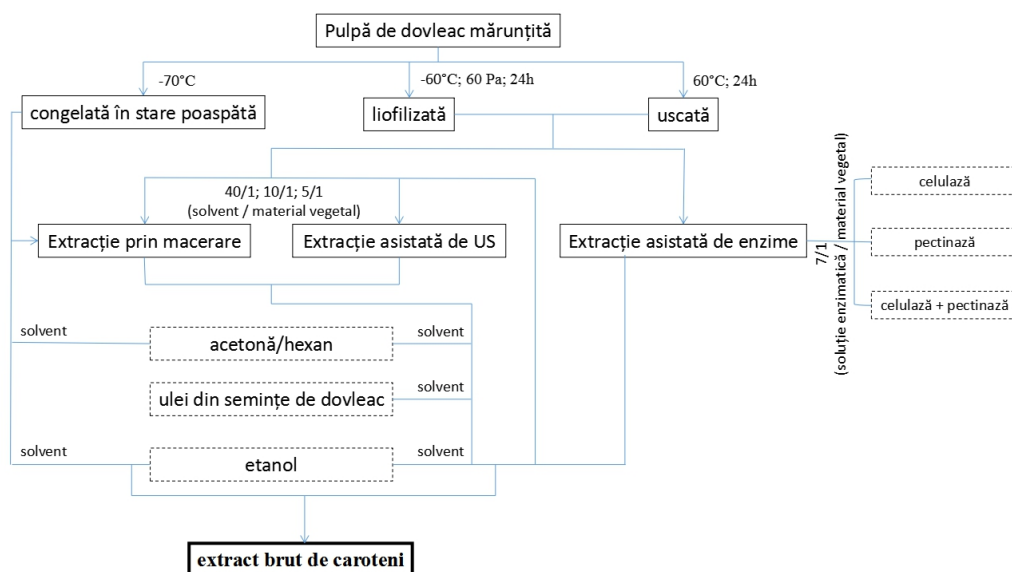 Pulpă de dovleac mărunțită
-70°C
-60°C; 60 Pa; 24h
60°C; 24h
congelată în stare poaspătă
liofilizată
uscată
40/1; 10/1; 5/1
(solvent / material vegetal)
Extracție prin macerare
Extracție asistată de US
Extracție asistată de enzime
7/1
(soluție enzimatică / material vegetal)
celulază
pectinază
celulază + pectinază
solvent
acetonă/hexan
solvent
ulei din semințe de dovleac
solvent
solvent
etanol
solvent
extract brut de caroteni